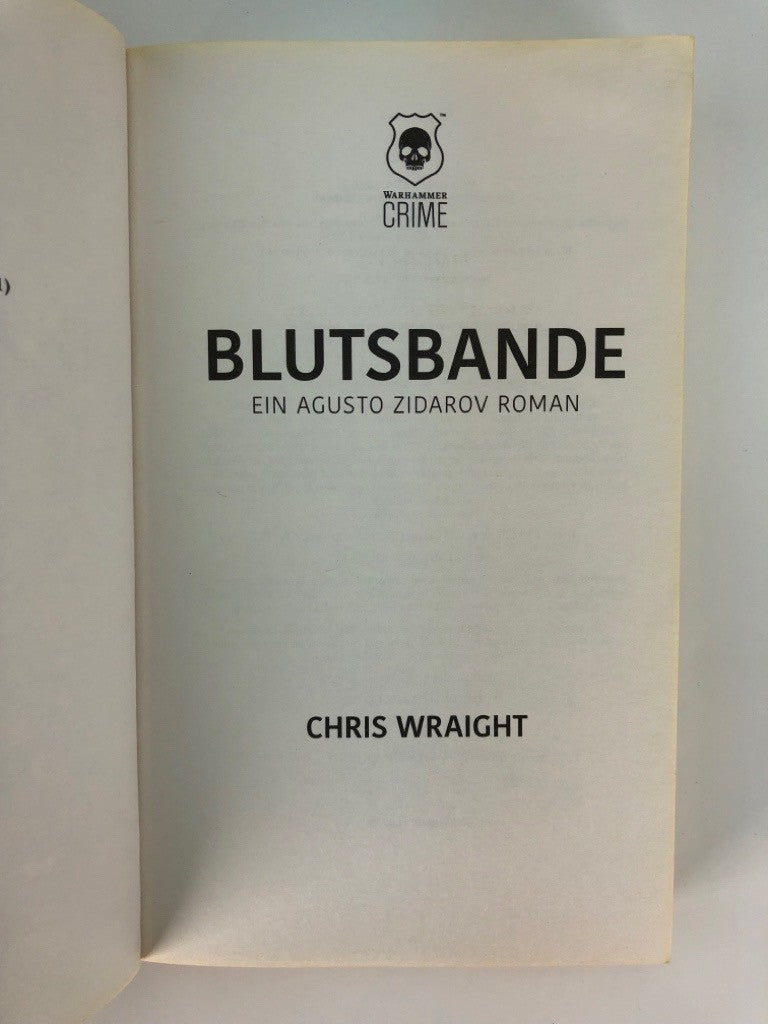 WARHAMMER
CRIME
BLUTSBANDE
EIN AGUSTO ZIDAROV ROMAN
CHRIS WRAIGHT